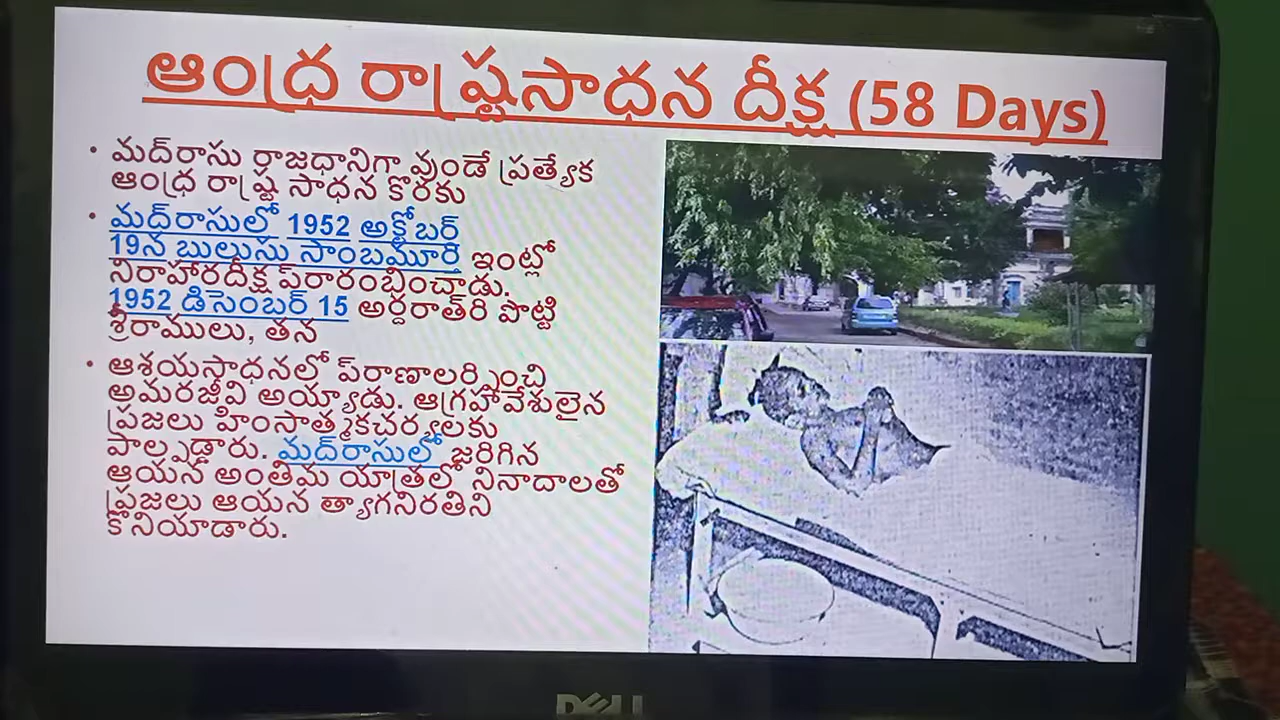 ఆంధ్ర రాష్ట్రసాధన దీక్ష (58 Days)
• మద్‌రాసు రాజధానిగా వుండే ప్రత్యేక
ఆంధ్ర రాష్ట్ర సాధన కొరకు
• మద్‌రాసులో 1952 అక్టోబర్
19న బులుసు సాంబమూర్తి ఇంట్లో
నిరాహారదీక్ష ప్‌రారంభించాడు.
1952 డిసెంబర్ 15 అర్దరాత్‌రి పొట్టి
శ్రీరాములు, తన
• ఆశయసాధనలో ప్‌రాణాలర్పించి
అమరజీవి అయ్యాడు. ఆగ్రహావేశులైన
ప్రజలు హింసాత్మకచర్యలకు
పాల్పడ్డారు. మద్‌రాసులో జరిగిన
ఆయన అంతిమ యాత్రలో నినాదాలతో
ప్రజలు ఆయన త్యాగనిరతిని
కొనియాడారు.
DELL